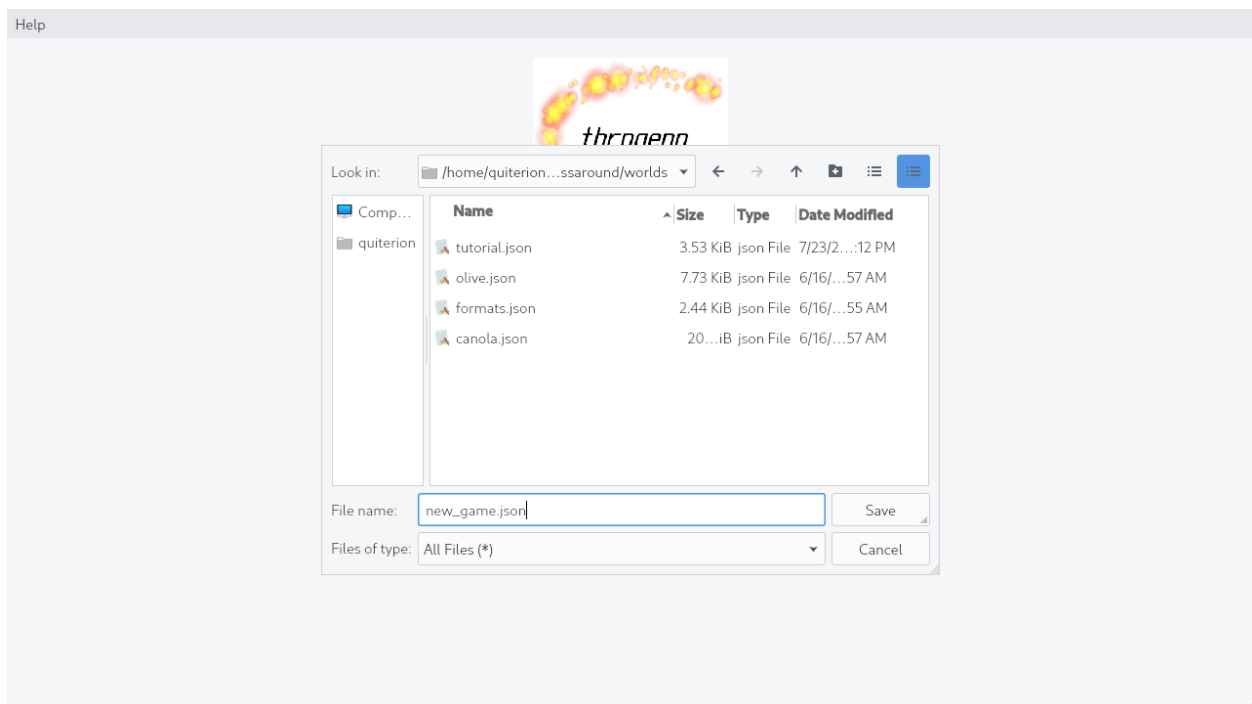 Help
Look in: /home/quiterion...ssaround/worlds
Comp...
quiterion
Name Size Type Date Modified
tutorial.json 3.53 KiB json File 7/23/2...:12 PM
olive.json 7.73 KiB json File 6/16/...57 AM
formats.json 2.44 KiB json File 6/16/...55 AM
canola.json 20...iB json File 6/16/...57 AM
File name: new_game.json Save
Files of type: All Files (*) Cancel